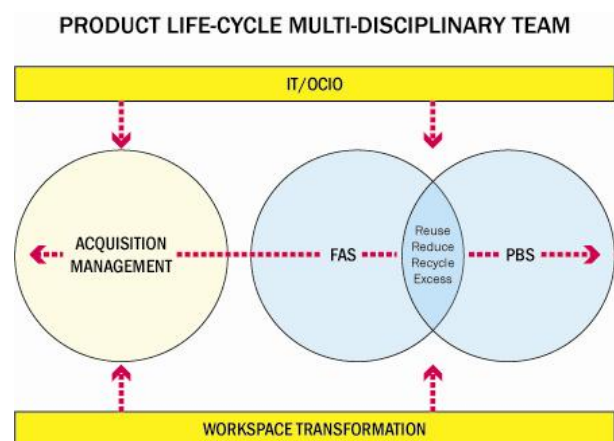 PRODUCT LIFE-CYCLE MULTI-DISCIPLINARY TEAM
IT/OCIO
ACQUISITION
MANAGEMENT
FAS
Reuse
Reduce
Recycle
Excess
PBS
WORKSPACE TRANSFORMATION